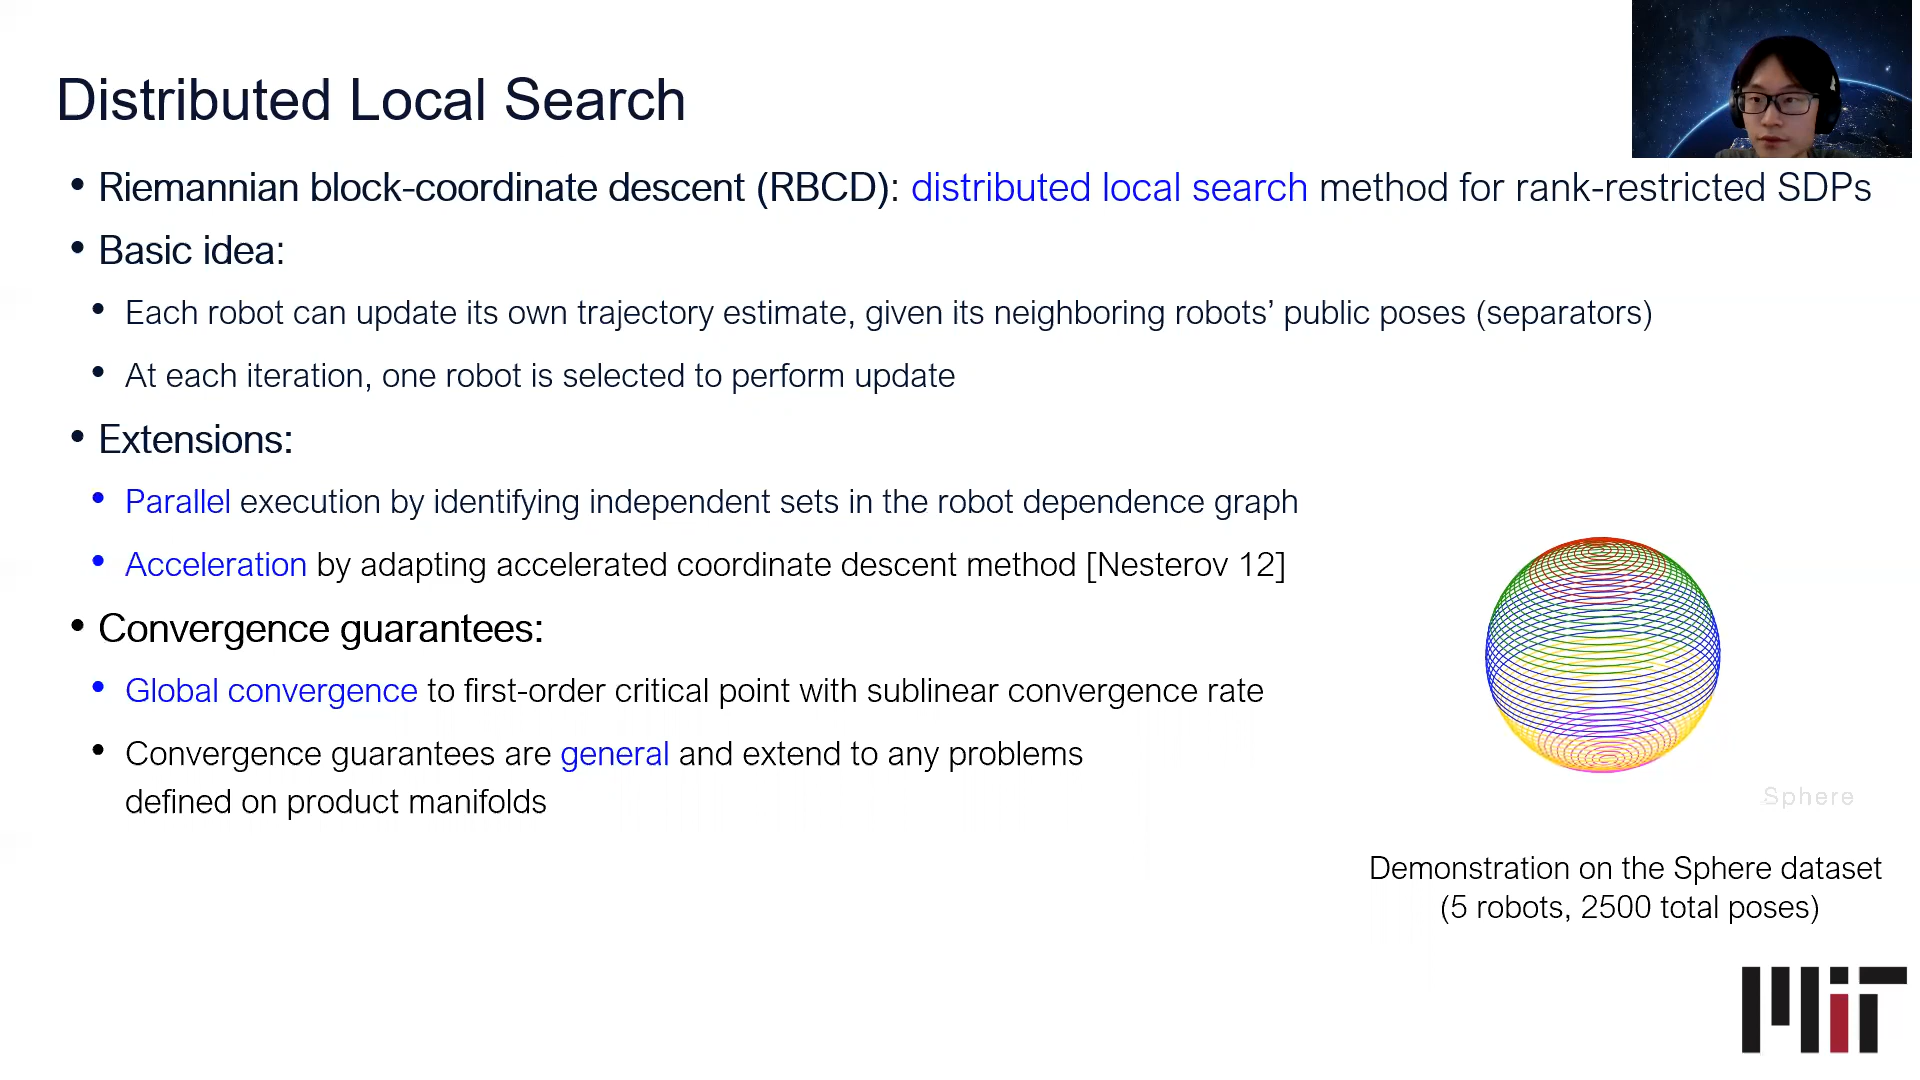 Distributed Local Search
• Riemannian block-coordinate descent (RBCD): distributed local search method for rank-restricted SDPs
• Basic idea:
• Each robot can update its own trajectory estimate, given its neighboring robots’ public poses (separators)
• At each iteration, one robot is selected to perform update
• Extensions:
• Parallel execution by identifying independent sets in the robot dependence graph
• Acceleration by adapting accelerated coordinate descent method [Nesterov 12]
• Convergence guarantees:
• Global convergence to first-order critical point with sublinear convergence rate
• Convergence guarantees are general and extend to any problems
defined on product manifolds
Sphere
Demonstration on the Sphere dataset
(5 robots, 2500 total poses)
MIT